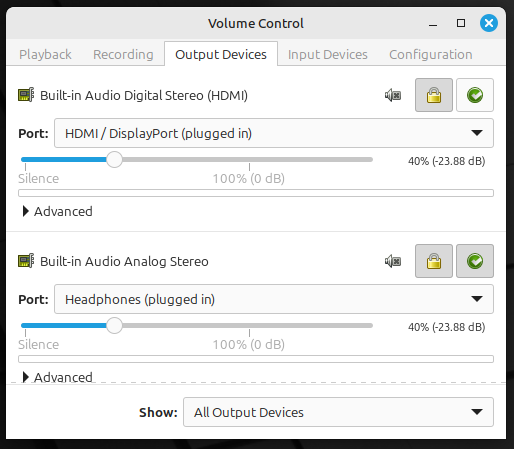 Volume Control
Playback Recording Output Devices Input Devices Configuration
Built-in Audio Digital Stereo (HDMI)
Port: HDMI / DisplayPort (plugged in)
40% (-23.88 dB)
Silence 100% (0 dB)
Advanced
Built-in Audio Analog Stereo
Port: Headphones (plugged in)
40% (-23.88 dB)
Silence 100% (0 dB)
Advanced
Show: All Output Devices